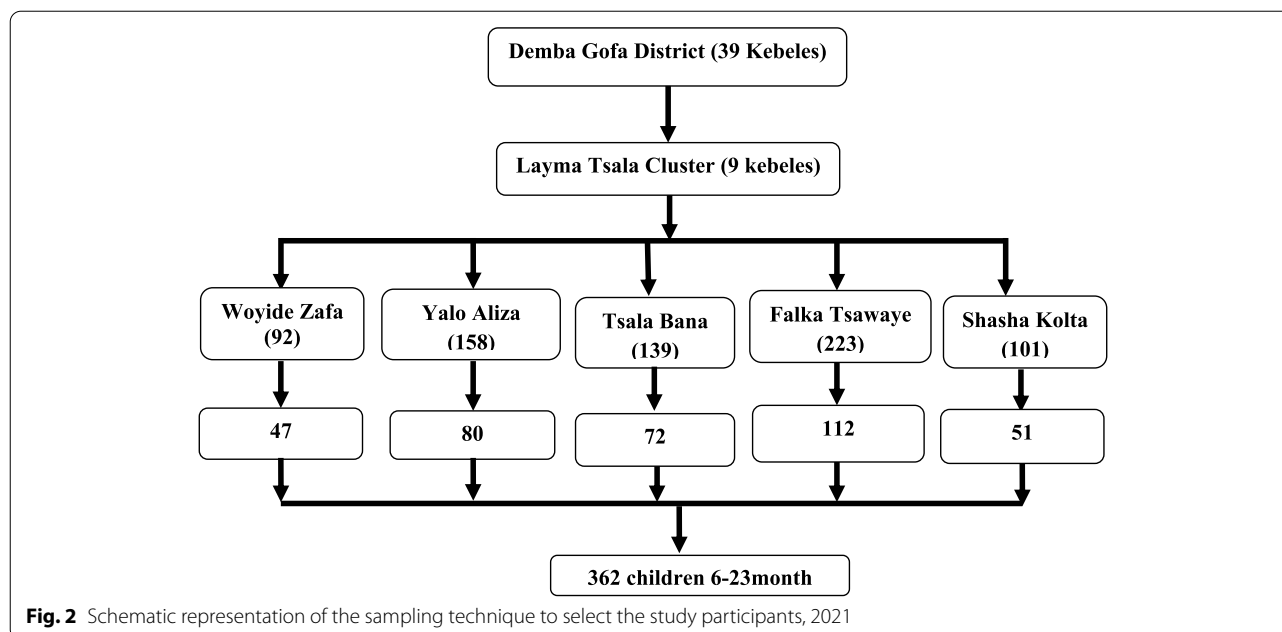 Demba Gofa District (39 Kebeles)
Layma Tsala Cluster (9 kebeles)
Woyide Zafa
(92)
Yalo Aliza
(158)
Tsala Bana
(139)
Falka Tsawaye
(223)
Shasha Kolta
(101)
47
80
72
112
51
362 children 6-23month
Fig. 2 Schematic representation of the sampling technique to select the study participants, 2021